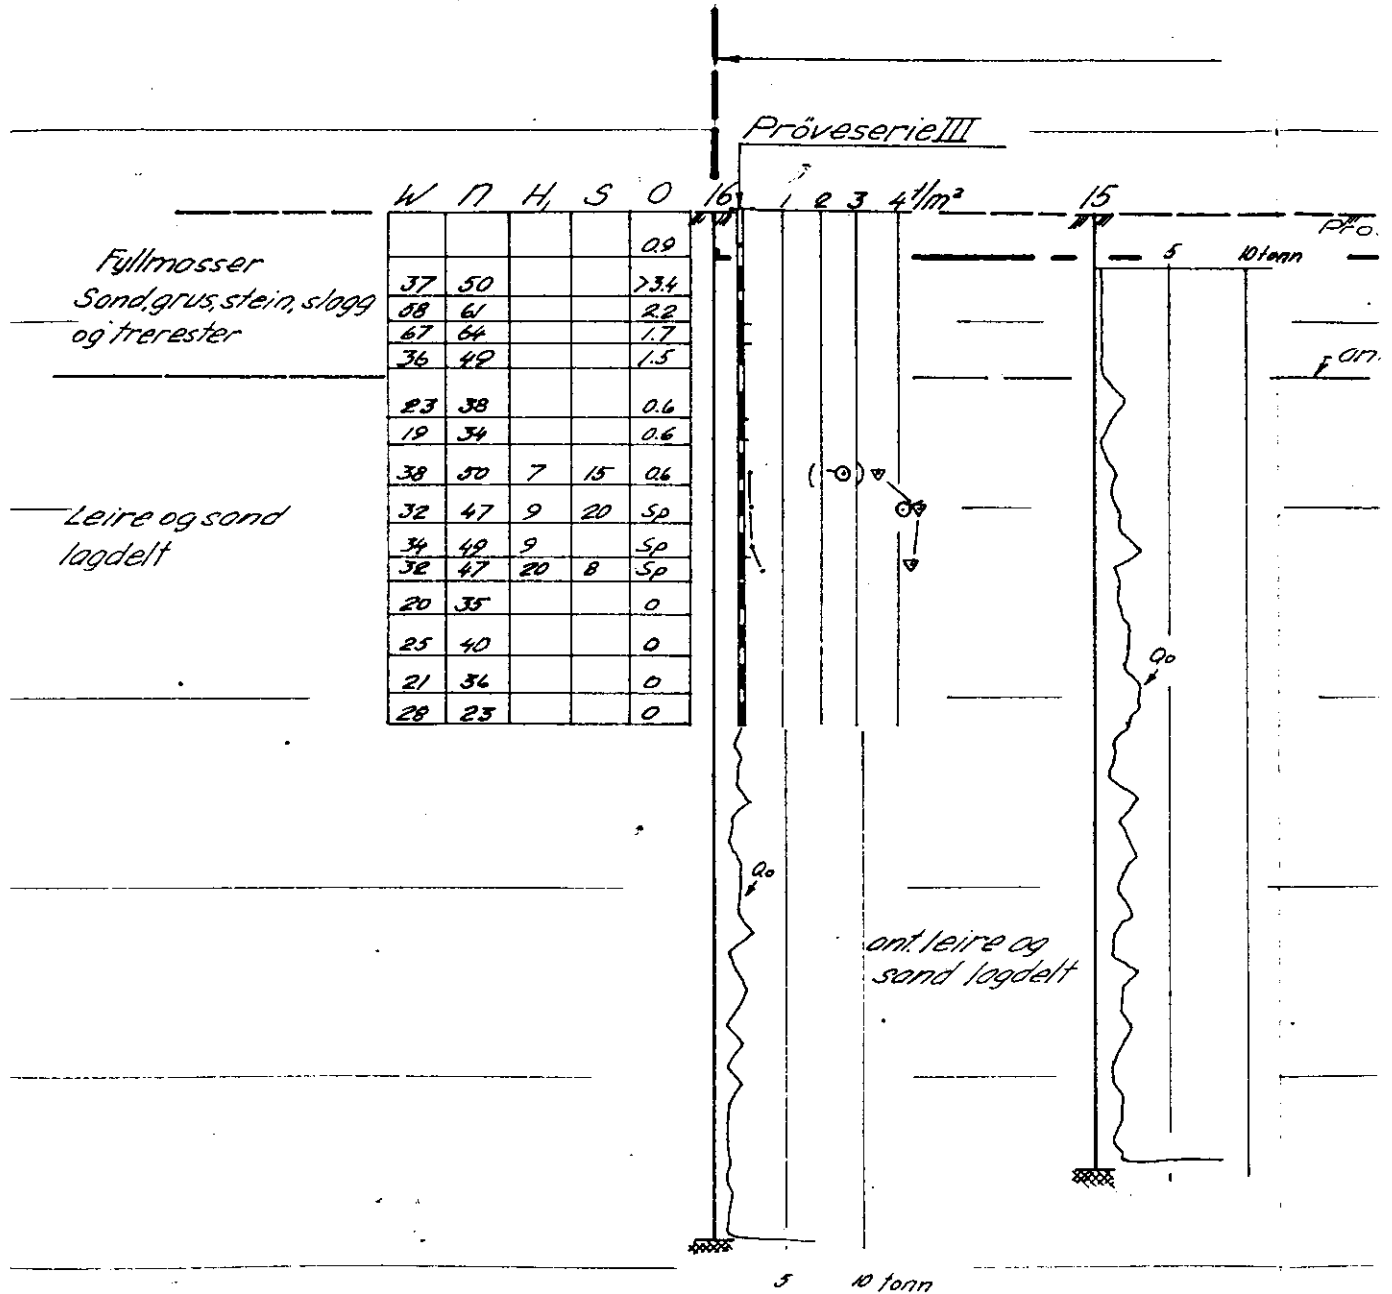 Pröveserie III
W n H, S O 16 1 2 3 4 t/m² 15
0.9
37 50 >3.4
58 61 2.2
67 64 1.7
36 49 1.5
23 38 0.6
19 34 0.6
38 50 7 15 0.6
32 47 9 20 Sp
34 49 9 Sp
32 47 20 8 Sp
20 35 0
25 40 0
21 36 0
28 23 0
Fyllmasser
Sand, grus, stein, slagg
og trerester
Leire og sand
lagdelt
5 10 tonn
Pro.
an.
Qo
Qo
ant. leire og
sand lagdelt
5 10 tonn